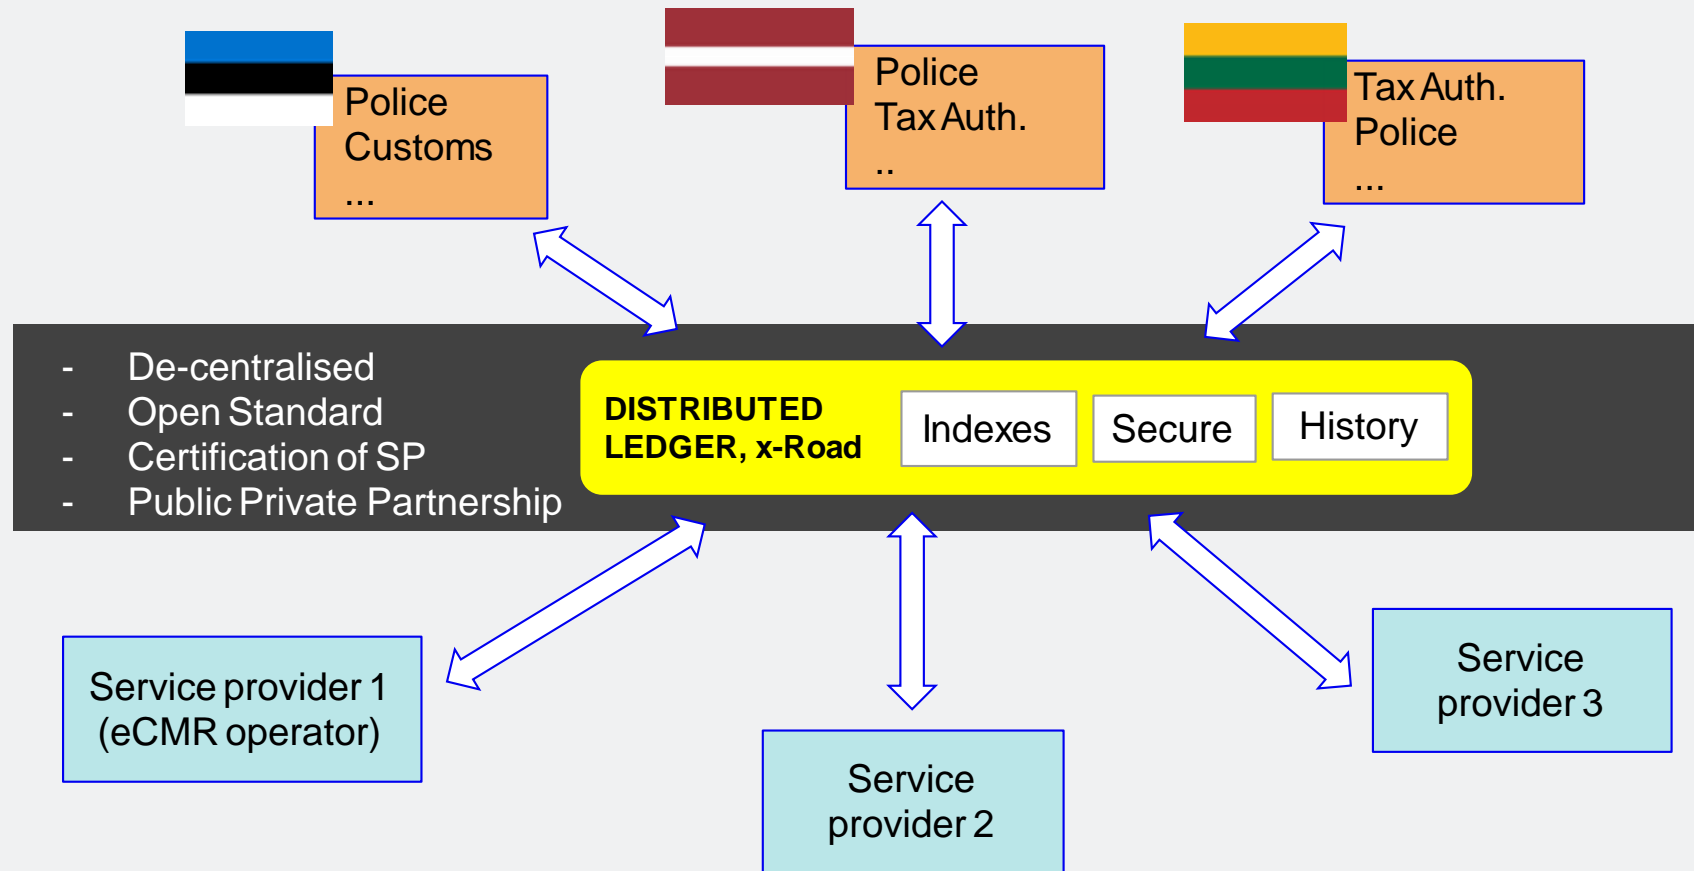 Police
Customs
...
Police
Tax Auth.
..
Tax Auth.
Police
...
- De-centralised
- Open Standard
- Certification of SP
- Public Private Partnership
DISTRIBUTED
LEDGER, x-Road
Indexes
Secure
History
Service provider 1
(eCMR operator)
Service
provider 2
Service
provider 3